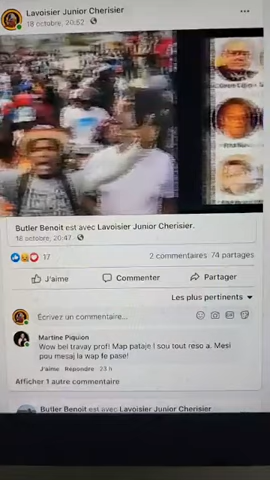 Lavoisier Junior Cherisier
18 octobre, 20:52
Butler Benoit est avec Lavoisier Junior Cherisier.
16 octobre, 20:47
17
2 commentaires 74 partages
J'aime
Commenter
Partager
Les plus pertinents
Écrivez un commentaire...
GIF
Martine Piquion
Wow bel travay prof! Map pataje l sou tout reso a. Mesi
pou mesaj la wap fe pase!
J'aime Répondre 23 h
Afficher 1 autre commentaire
Butler Benoit est avec Lavoisier Junior Cherisier